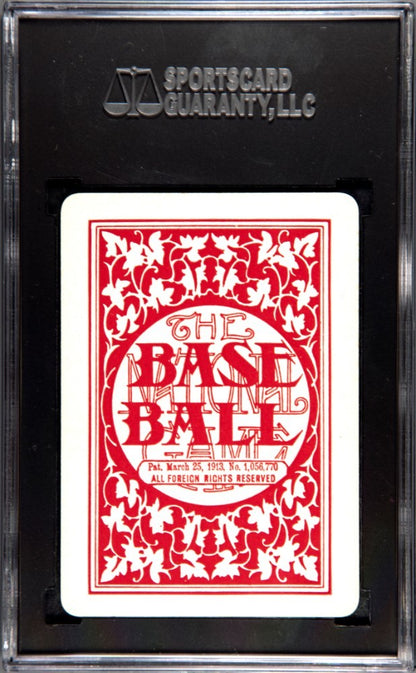 SPORTSCARD
GUARANTY, LLC
THE
NATIONAL
BASE
BALL
GAME
Pat. March 25, 1913. No. 1,056,770
ALL FOREIGN RIGHTS RESERVED